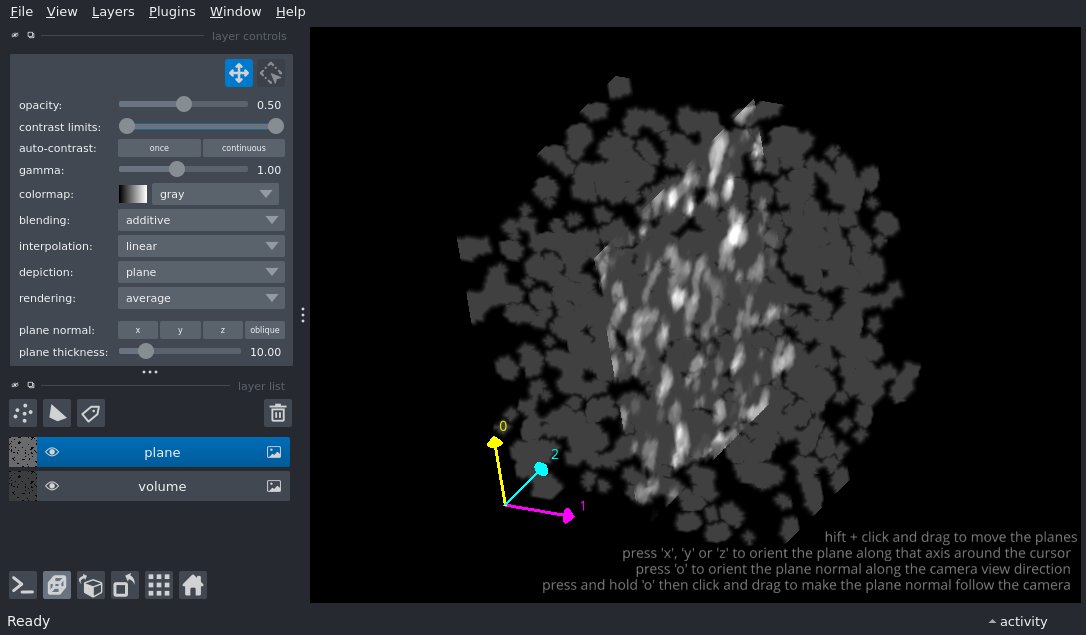 File View Layers Plugins Window Help
layer controls
opacity: 0.50
contrast limits:
auto-contrast: once continuous
gamma: 1.00
colormap: gray
blending: additive
interpolation: linear
depiction: plane
rendering: average
plane normal: x y z oblique
plane thickness: 10.00
layer list
plane
volume
0
2
1
hift + click and drag to move the planes
press 'x', 'y' or 'z' to orient the plane along that axis around the cursor
press 'o' to orient the plane normal along the camera view direction
press and hold 'o' then click and drag to make the plane normal follow the camera
Ready activity